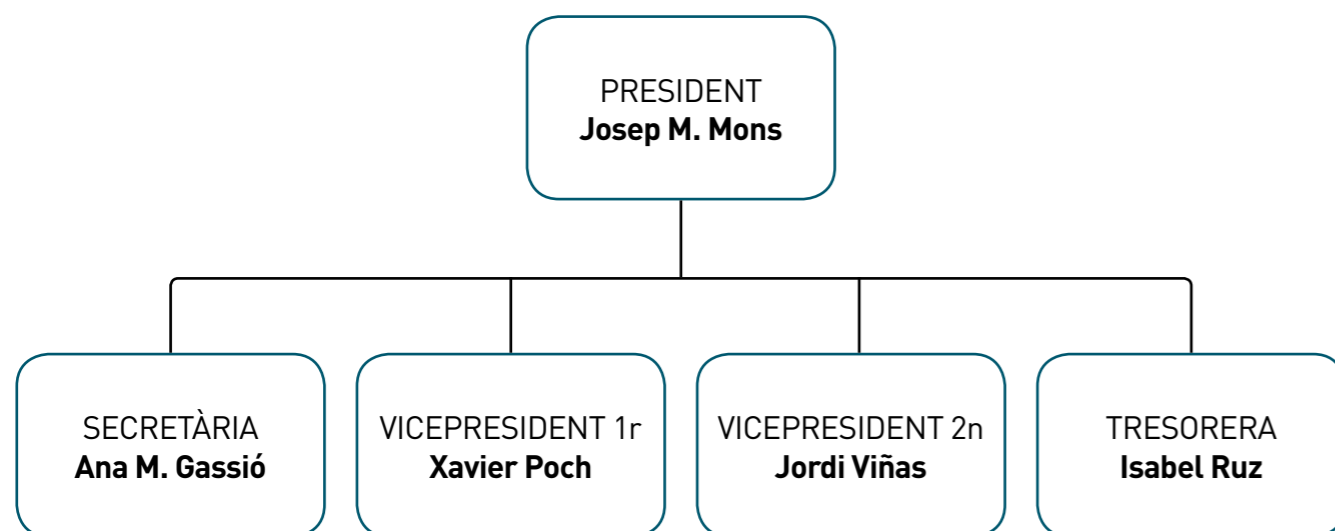 PRESIDENT
Josep M. Mons
SECRETÀRIA
Ana M. Gassió
VICEPRESIDENT 1r
Xavier Poch
VICEPRESIDENT 2n
Jordi Viñas
TRESORERA
Isabel Ruz